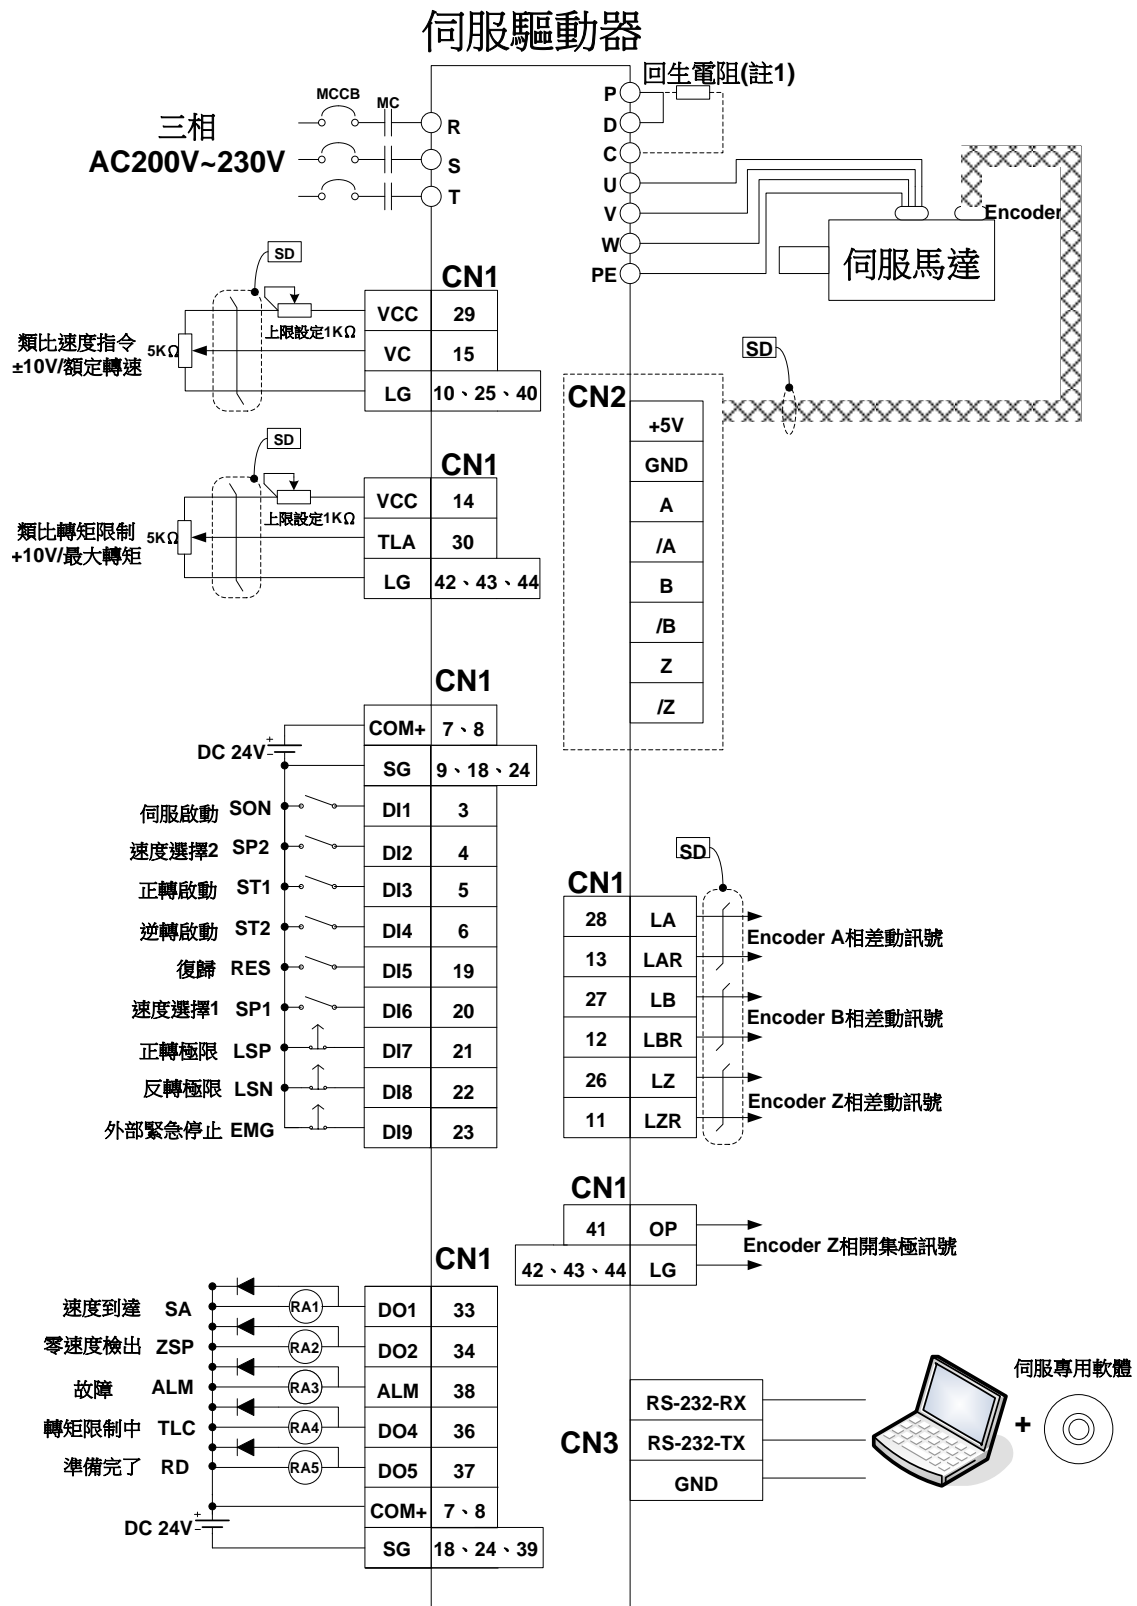 伺服驅動器
三相
AC200V~230V
MCCB
MC
R
S
T
回生電阻(註1)
P
D
C
U
V
W
PE
Encoder
伺服馬達
SD
CN1
類比速度指令
±10V/額定轉速
5KΩ
上限設定1KΩ
VCC 29
VC 15
LG 10、25、40
SD
CN1
類比轉矩限制
+10V/最大轉矩
5KΩ
上限設定1KΩ
VCC 14
TLA 30
LG 42、43、44
SD
CN2
+5V
GND
A
/A
B
/B
Z
/Z
CN1
DC 24V
+
-
COM+ 7、8
SG 9、18、24
伺服啟動 SON DI1 3
速度選擇2 SP2 DI2 4
正轉啟動 ST1 DI3 5
逆轉啟動 ST2 DI4 6
復歸 RES DI5 19
速度選擇1 SP1 DI6 20
正轉極限 LSP DI7 21
反轉極限 LSN DI8 22
外部緊急停止 EMG DI9 23
SD
CN1
28 LA
Encoder A相差動訊號
13 LAR
27 LB
Encoder B相差動訊號
12 LBR
26 LZ
Encoder Z相差動訊號
11 LZR
CN1
41 OP
Encoder Z相開集極訊號
42、43、44 LG
CN1
速度到達 SA RA1 DO1 33
零速度檢出 ZSP RA2 DO2 34
故障 ALM RA3 ALM 38
轉矩限制中 TLC RA4 DO4 36
準備完了 RD RA5 DO5 37
COM+ 7、8
DC 24V
+
-
SG 18、24、39
CN3
RS-232-RX
RS-232-TX
GND
+
伺服專用軟體